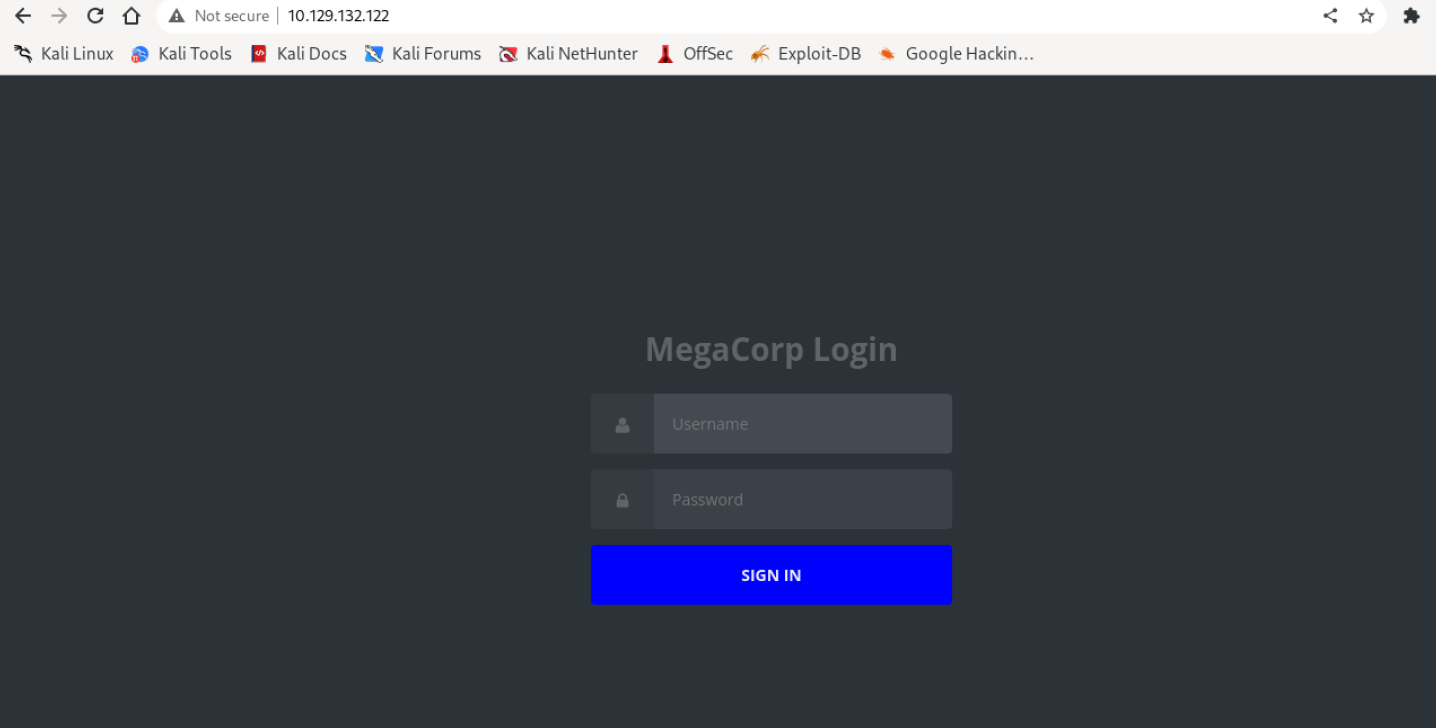 Not secure 10.129.132.122
Kali Linux Kali Tools Kali Docs Kali Forums Kali NetHunter OffSec Exploit-DB Google Hackin...
MegaCorp Login
Username
Password
SIGN IN